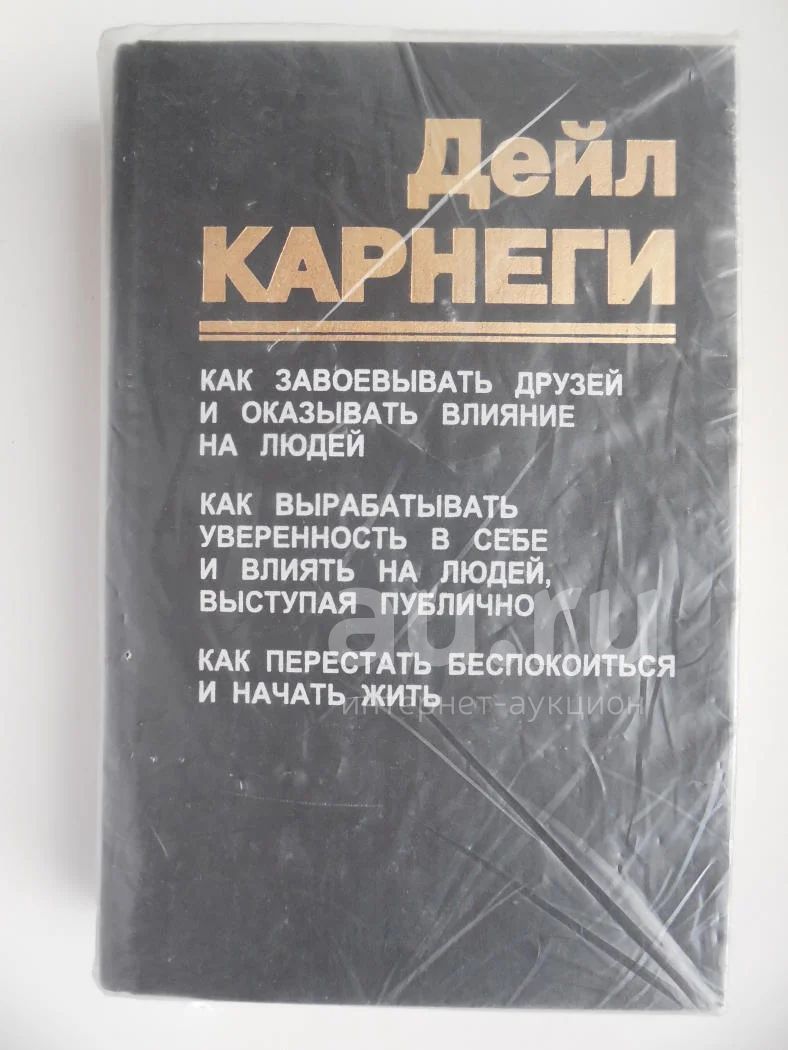 Дейл
КАРНЕГИ
КАК ЗАВОЕВЫВАТЬ ДРУЗЕЙ
И ОКАЗЫВАТЬ ВЛИЯНИЕ
НА ЛЮДЕЙ
КАК ВЫРАБАТЫВАТЬ
УВЕРЕННОСТЬ В СЕБЕ
И ВЛИЯТЬ НА ЛЮДЕЙ,
ВЫСТУПАЯ ПУБЛИЧНО
au.ru
КАК ПЕРЕСТАТЬ БЕСПОКОИТЬСЯ
И НАЧАТЬ ЖИТЬ
интернет-аукцион